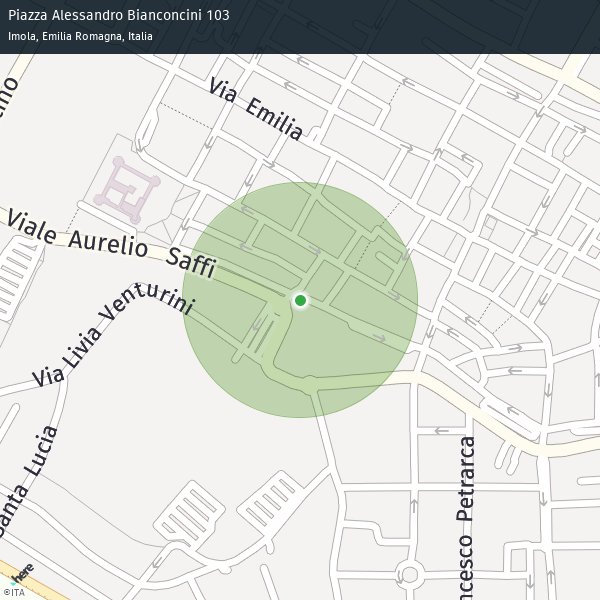 Piazza Alessandro Bianconcini 103
Imola, Emilia Romagna, Italia
ino
Via Emilia
Viale Aurelio Saffi
Via Livia Venturini
Santa Lucia
ncesco Petrarca
here
©ITA